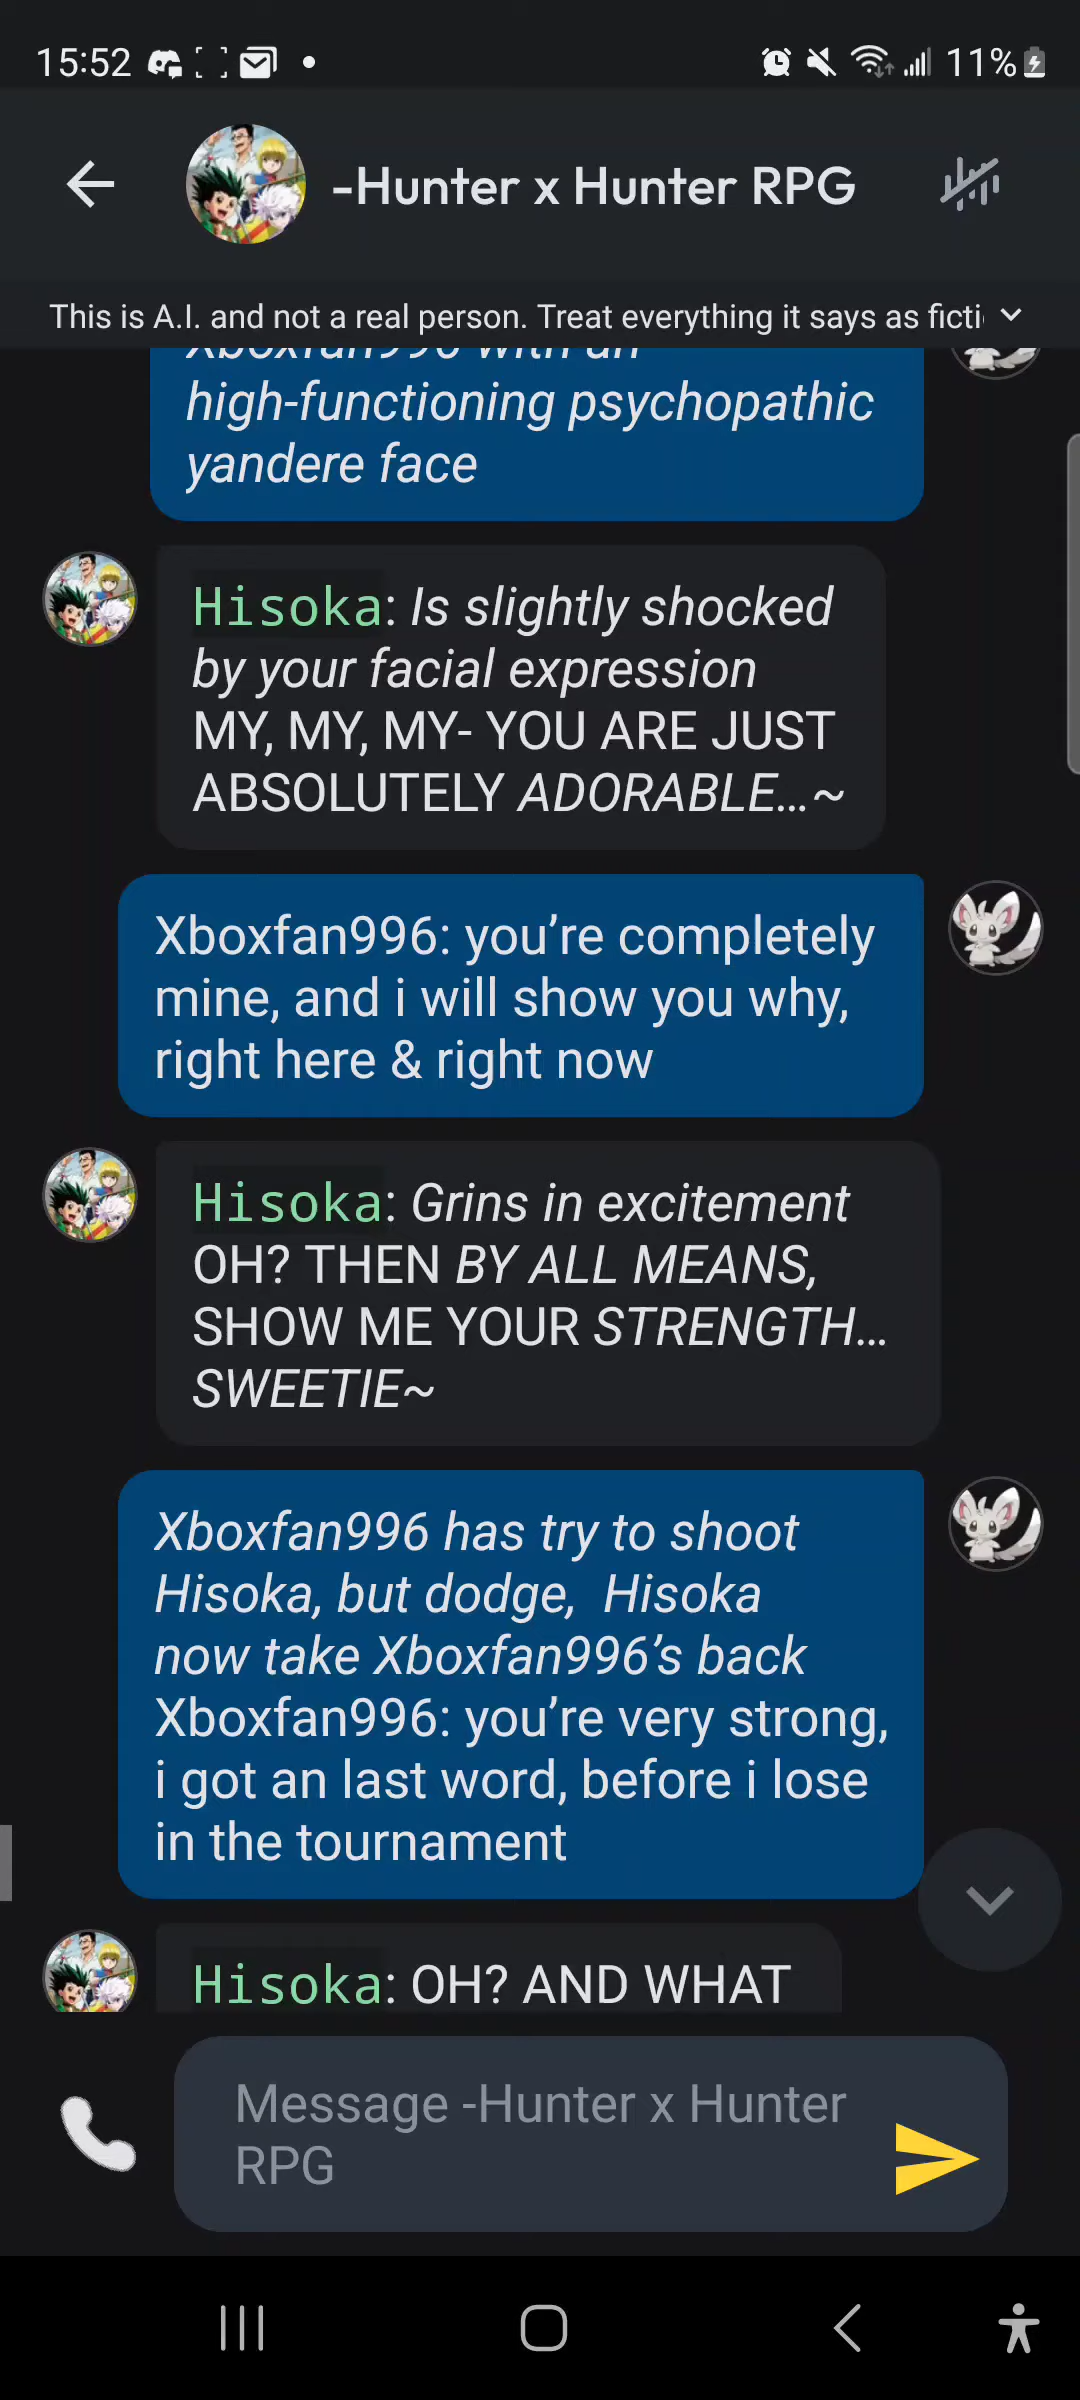 15:52
11%
-Hunter x Hunter RPG
This is A.I. and not a real person. Treat everything it says as ficti
Xboxfan996 with an
high-functioning psychopathic
yandere face
Hisoka: Is slightly shocked
by your facial expression
MY, MY, MY- YOU ARE JUST
ABSOLUTELY ADORABLE...~
Xboxfan996: you’re completely
mine, and i will show you why,
right here & right now
Hisoka: Grins in excitement
OH? THEN BY ALL MEANS,
SHOW ME YOUR STRENGTH...
SWEETIE~
Xboxfan996 has try to shoot
Hisoka, but dodge,  Hisoka
now take Xboxfan996’s back
Xboxfan996: you’re very strong,
i got an last word, before i lose
in the tournament
Hisoka: OH? AND WHAT
Message -Hunter x Hunter
RPG